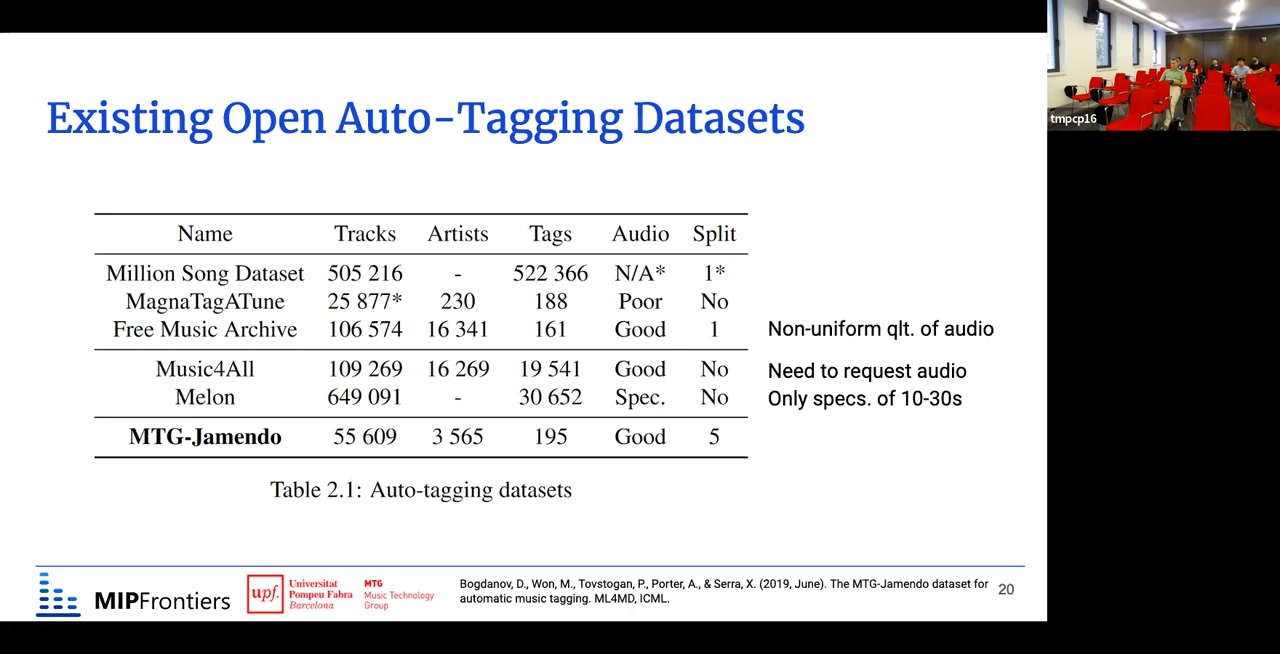 Existing Open Auto-Tagging Datasets
tmpcp16
Name Tracks Artists Tags Audio Split
Million Song Dataset 505 216 - 522 366 N/A* 1*
MagnaTagATune 25 877* 230 188 Poor No
Free Music Archive 106 574 16 341 161 Good 1 Non-uniform qlt. of audio
Music4All 109 269 16 269 19 541 Good No Need to request audio
Melon 649 091 - 30 652 Spec. No Only specs. of 10-30s
MTG-Jamendo 55 609 3 565 195 Good 5
Table 2.1: Auto-tagging datasets
MIPFrontiers
upf.
Universitat
Pompeu Fabra
Barcelona
MTG
Music Technology
Group
Bogdanov, D., Won, M., Tovstogan, P., Porter, A., & Serra, X. (2019, June). The MTG-Jamendo dataset for
automatic music tagging. ML4MD, ICML.
20